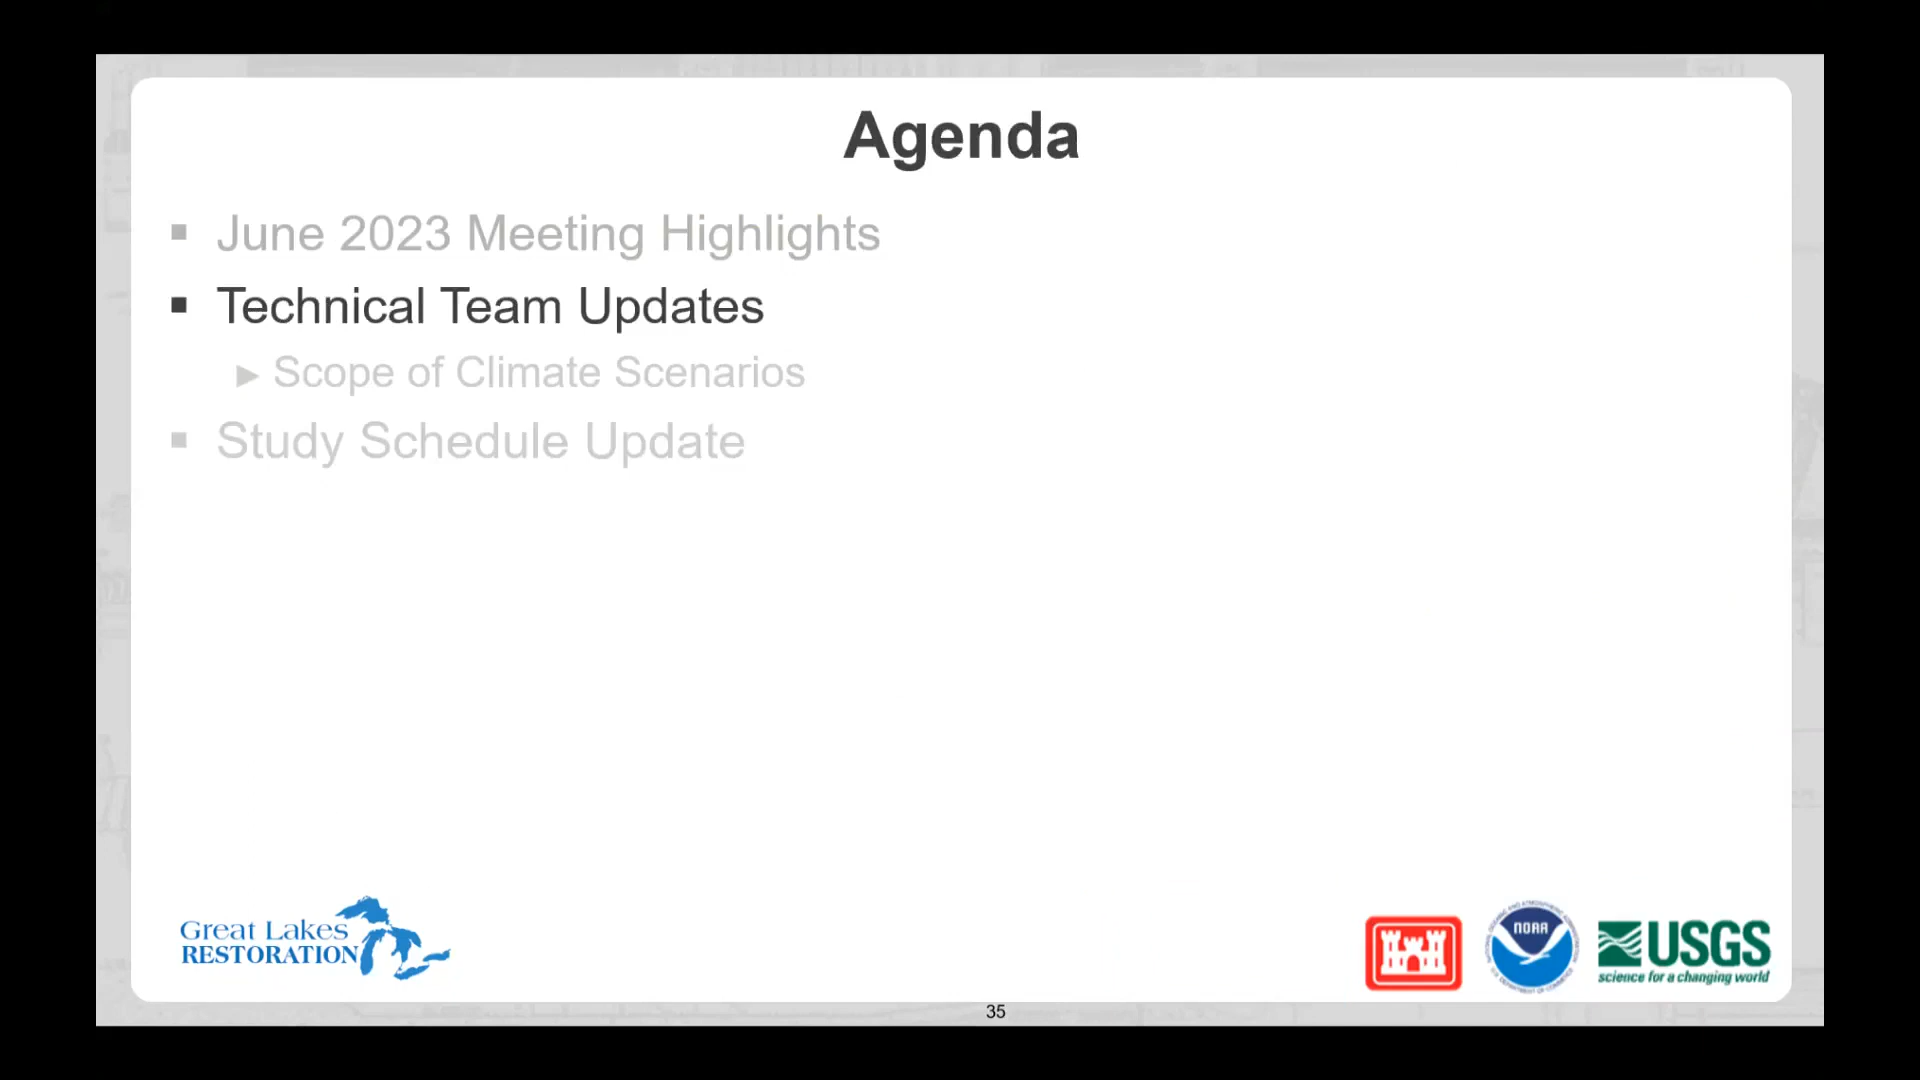 Agenda
June 2023 Meeting Highlights
Technical Team Updates
Scope of Climate Scenarios
Study Schedule Update
Great Lakes
RESTORATION
NOAA
USGS
science for a changing world
35